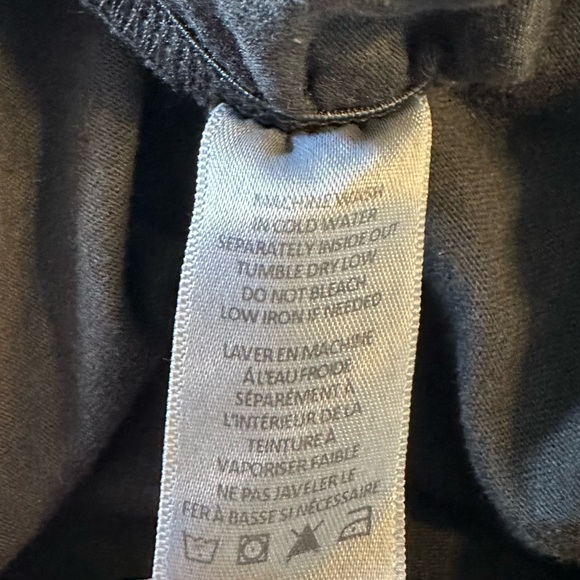 MACHINE WASH
IN COLD WATER
SEPARATELY INSIDE OUT
TUMBLE DRY LOW
DO NOT BLEACH
LOW IRON IF NEEDED
LAVER EN MACHINE
À L'EAU FROIDE
SÉPARÉMENT À
L'INTÉRIEUR DE LA
TEINTURE À
VAPORISER FAIBLE
NE PAS JAVELER LE
FER À BASSE SI NÉCESSAIRE